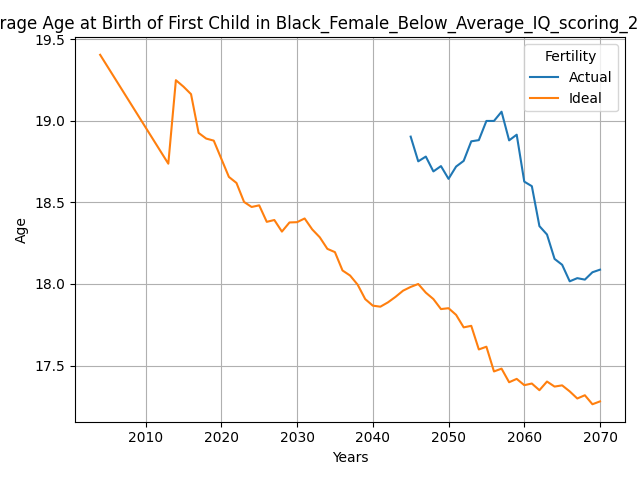 rage Age at Birth of First Child in Black_Female_Below_Average_IQ_scoring_2
Fertility
Actual
Ideal
19.5
19.0
18.5
18.0
17.5
Age
2010 2020 2030 2040 2050 2060 2070
Years